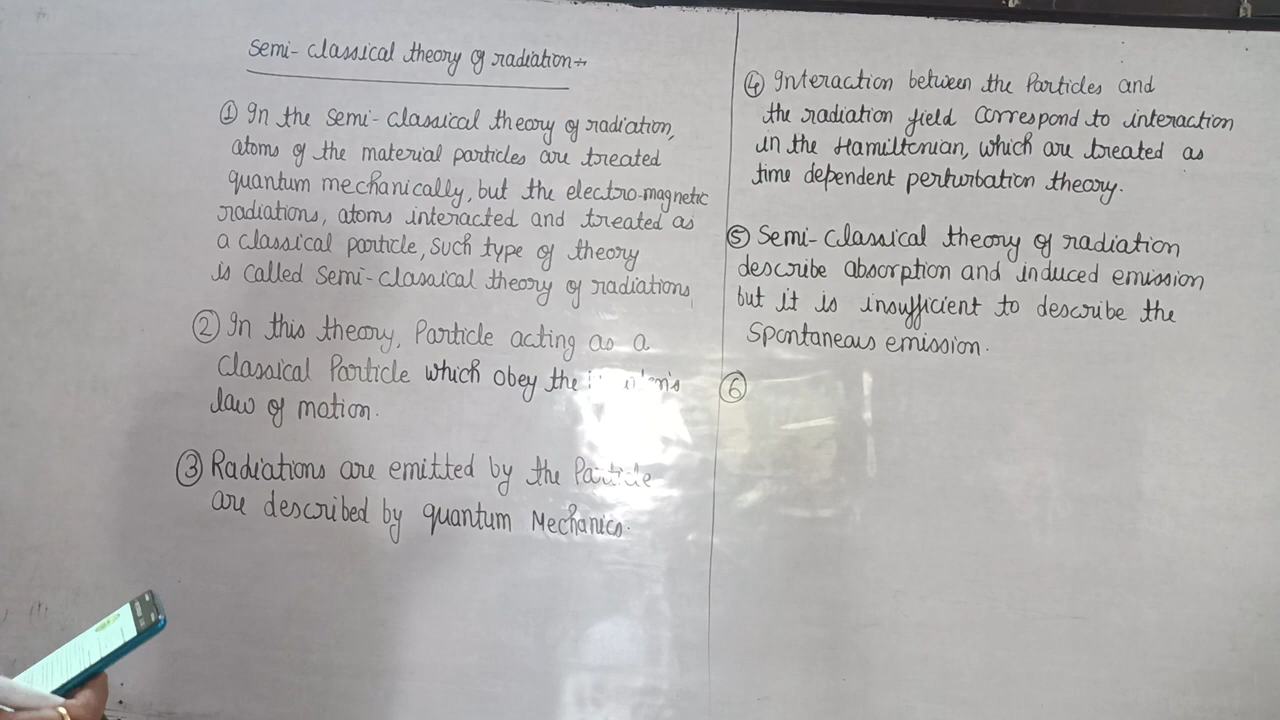 Semi-classical theory of radiation÷
① In the semi-classical theory of radiation,
atoms of the material particles are treated
quantum mechanically, but the electro-magnetic
radiations, atoms interacted and treated as
a classical particle, such type of theory
is called Semi-classical theory of radiations,
② In this theory, Particle acting as a
Classical Particle which obey the
law of motion.
③ Radiations are emitted by the Particle
are described by quantum Mechanics.
④ Interaction between the Particles and
the radiation field correspond to interaction
in the Hamiltonian, which are treated as
time dependent perturbation theory.
⑤ Semi-Classical theory of radiation
describe absorption and induced emission
but it is insufficient to describe the
Spontaneous emission.
⑥